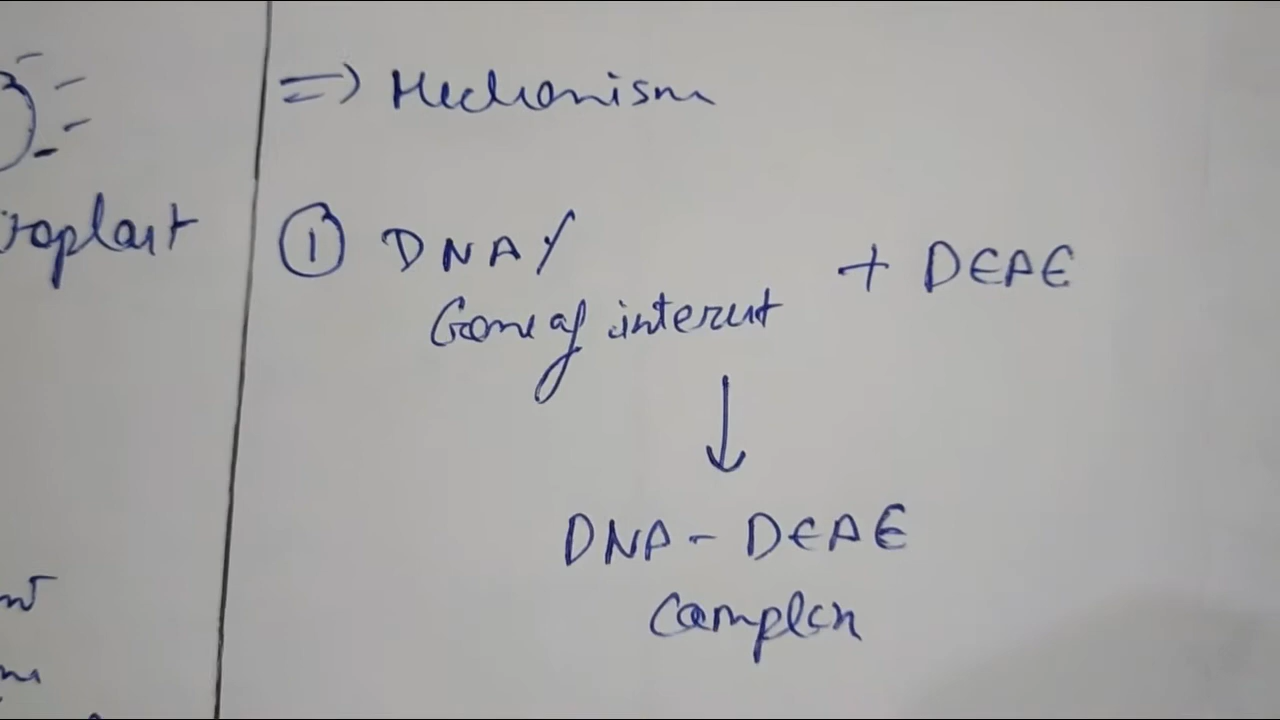 => Mechanism
① DNA/
Gene of interest
+ DEAE
↓
DNA - DEAE
Complex